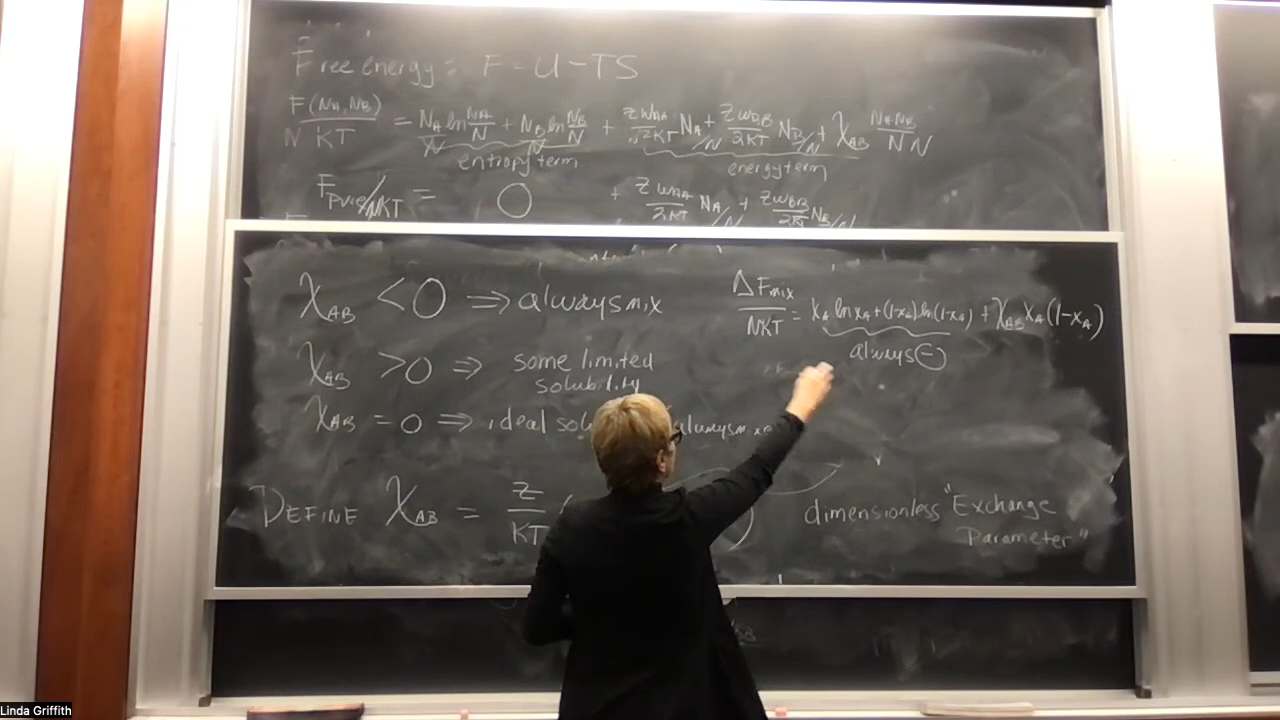 Free energy: F = U - TS
F(NA, NB) / NKT = NA/N ln NA/N + NB/N ln NB/N + zwAA/2KT NA/N + zwBB/2KT NB/N + χAB NANB/NN
entropy term
energy term
Fpure/NKT = 0 + zwAA/2KT NA/N + zwBB/2KT NB/N
χAB < 0 ⇒ always mix
ΔFmix/NKT = xA ln xA + (1-xA) ln(1-xA) + χAB xA(1-xA)
always (-)
χAB > 0 ⇒ some limited
solubility
χAB = 0 ⇒ ideal
DEFINE χAB = z/KT ( )
dimensionless "Exchange
Parameter"
Linda Griffith